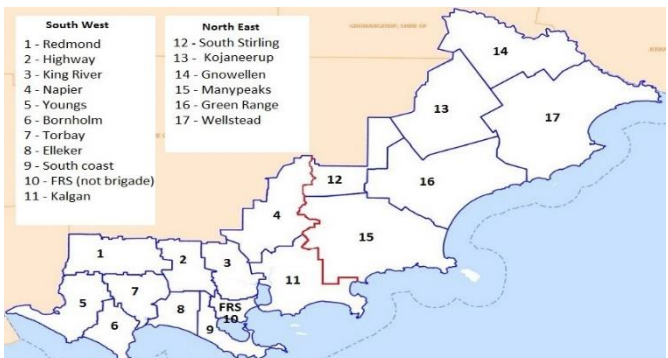 South West
1 - Redmond
2 - Highway
3 - King River
4 - Napier
5 - Youngs
6 - Bornholm
7 - Torbay
8 - Elleker
9 - South coast
10 - FRS (not brigade)
11 - Kalgan
North East
12 - South Stirling
13 - Kojaneerup
14 - Gnowellen
15 - Manypeaks
16 - Green Range
17 - Wellstead
14
13
17
12
16
4
15
1
2
3
11
5
7
8
FRS
10
6
9